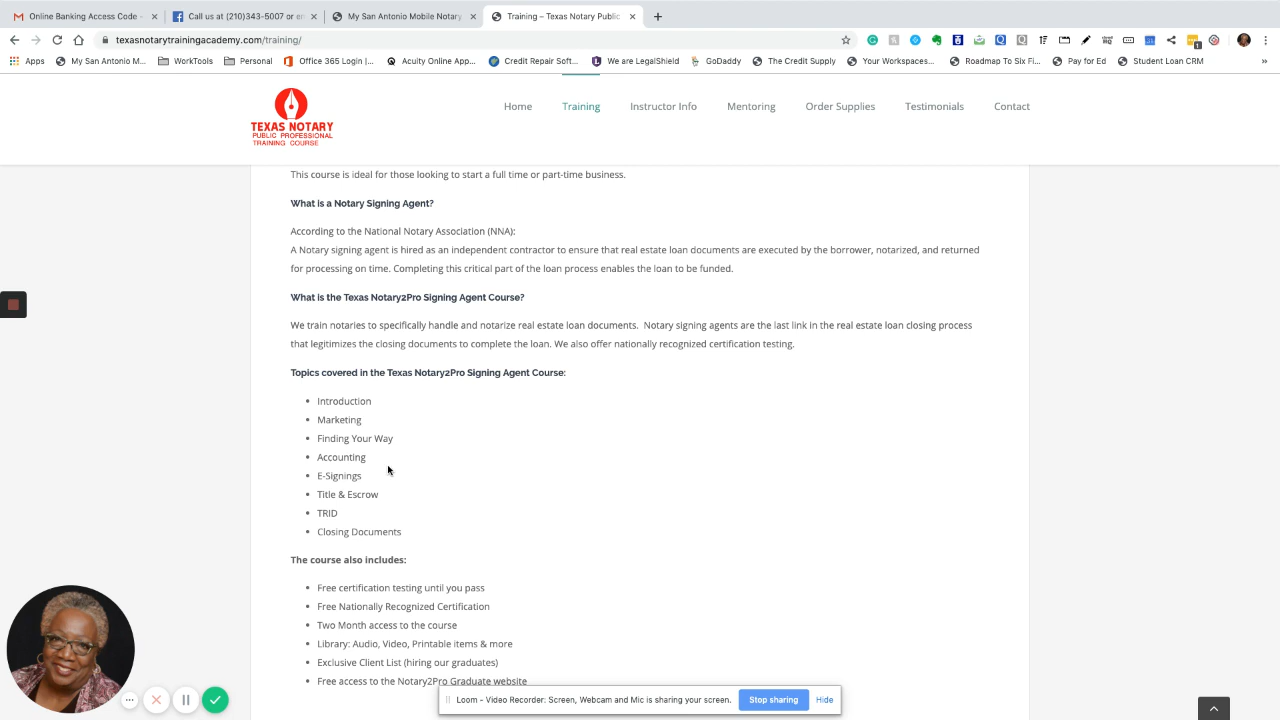 Online Banking Access Code -
Call us at (210)343-5007 or en
My San Antonio Mobile Notary
Training – Texas Notary Public
texasnotarytrainingacademy.com/training/
Apps
My San Antonio M...
WorkTools
Personal
Office 365 Login |...
Acuity Online App...
Credit Repair Soft...
We are LegalShield
GoDaddy
The Credit Supply
Your Workspaces...
Roadmap To Six Fi...
Pay for Ed
Student Loan CRM
»
TEXAS NOTARY
PUBLIC PROFESSIONAL
TRAINING COURSE
Home
Training
Instructor Info
Mentoring
Order Supplies
Testimonials
Contact
This course is ideal for those looking to start a full time or part-time business.
What is a Notary Signing Agent?
According to the National Notary Association (NNA):
A Notary signing agent is hired as an independent contractor to ensure that real estate loan documents are executed by the borrower, notarized, and returned
for processing on time. Completing this critical part of the loan process enables the loan to be funded.
What is the Texas Notary2Pro Signing Agent Course?
We train notaries to specifically handle and notarize real estate loan documents. Notary signing agents are the last link in the real estate loan closing process
that legitimizes the closing documents to complete the loan. We also offer nationally recognized certification testing.
Topics covered in the Texas Notary2Pro Signing Agent Course:
• Introduction
• Marketing
• Finding Your Way
• Accounting
• E-Signings
• Title & Escrow
• TRID
• Closing Documents
The course also includes:
• Free certification testing until you pass
• Free Nationally Recognized Certification
• Two Month access to the course
• Library: Audio, Video, Printable items & more
• Exclusive Client List (hiring our graduates)
• Free access to the Notary2Pro Graduate website
Loom – Video Recorder: Screen, Webcam and Mic is sharing your screen.
Stop sharing
Hide